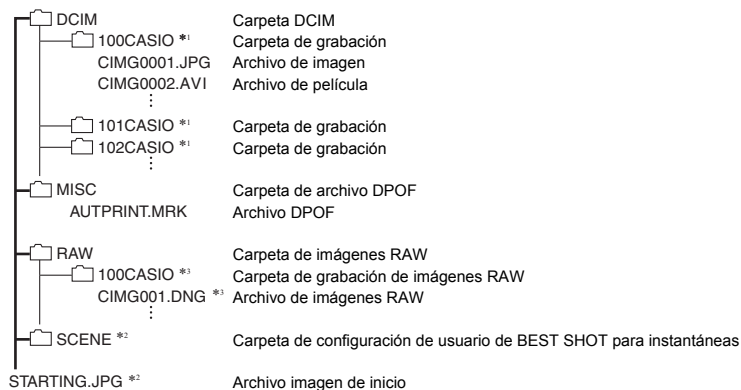 DCIM Carpeta DCIM
100CASIO *1 Carpeta de grabación
CIMG0001.JPG Archivo de imagen
CIMG0002.AVI Archivo de película
101CASIO *1 Carpeta de grabación
102CASIO *1 Carpeta de grabación
MISC Carpeta de archivo DPOF
AUTPRINT.MRK Archivo DPOF
RAW Carpeta de imágenes RAW
100CASIO *3 Carpeta de grabación de imágenes RAW
CIMG001.DNG *3 Archivo de imágenes RAW
SCENE *2 Carpeta de configuración de usuario de BEST SHOT para instantáneas
STARTING.JPG *2 Archivo imagen de inicio